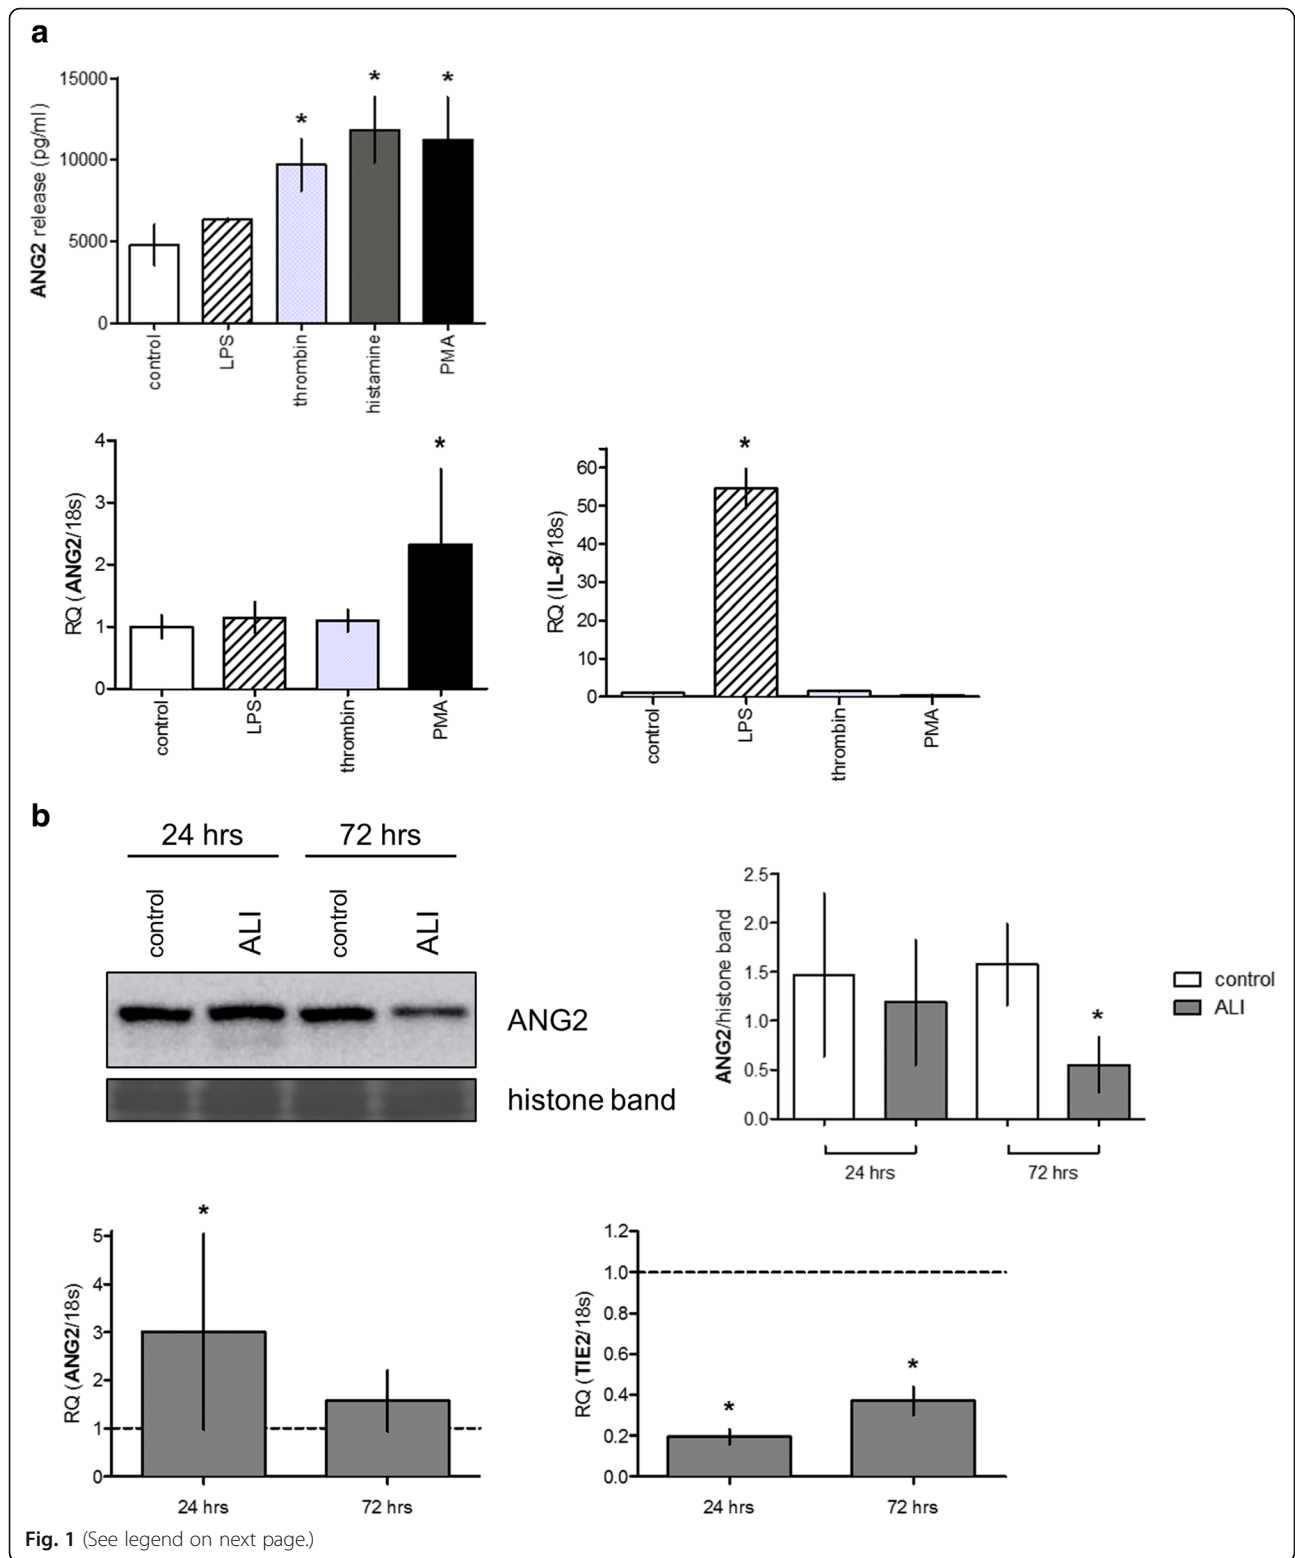 a
15000
10000
5000
0
ANG2 release (pg/ml)
*
*
*
control
LPS
thrombin
histamine
PMA
4
3
2
1
0
RQ (ANG2/18s)
*
control
LPS
thrombin
PMA
60
50
40
30
20
10
0
RQ (IL-8/18s)
*
control
LPS
thrombin
PMA
b
24 hrs
72 hrs
control
ALI
control
ALI
ANG2
histone band
2.5
2.0
1.5
1.0
0.5
0.0
ANG2/histone band
*
24 hrs
72 hrs
control
ALI
5
4
3
2
1
0
RQ (ANG2/18s)
*
24 hrs
72 hrs
1.2
1.0
0.8
0.6
0.4
0.2
0.0
RQ (TIE2/18s)
*
*
24 hrs
72 hrs
Fig. 1 (See legend on next page.)